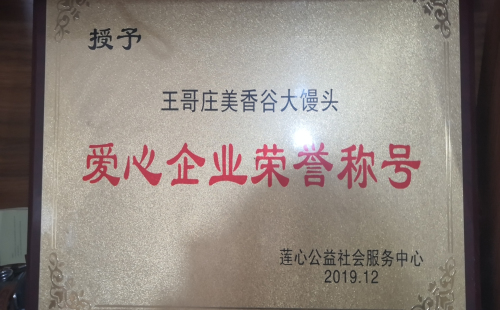 授予
王哥庄美香谷大馒头
爱心企业荣誉称号
莲心公益社会服务中心
2019.12